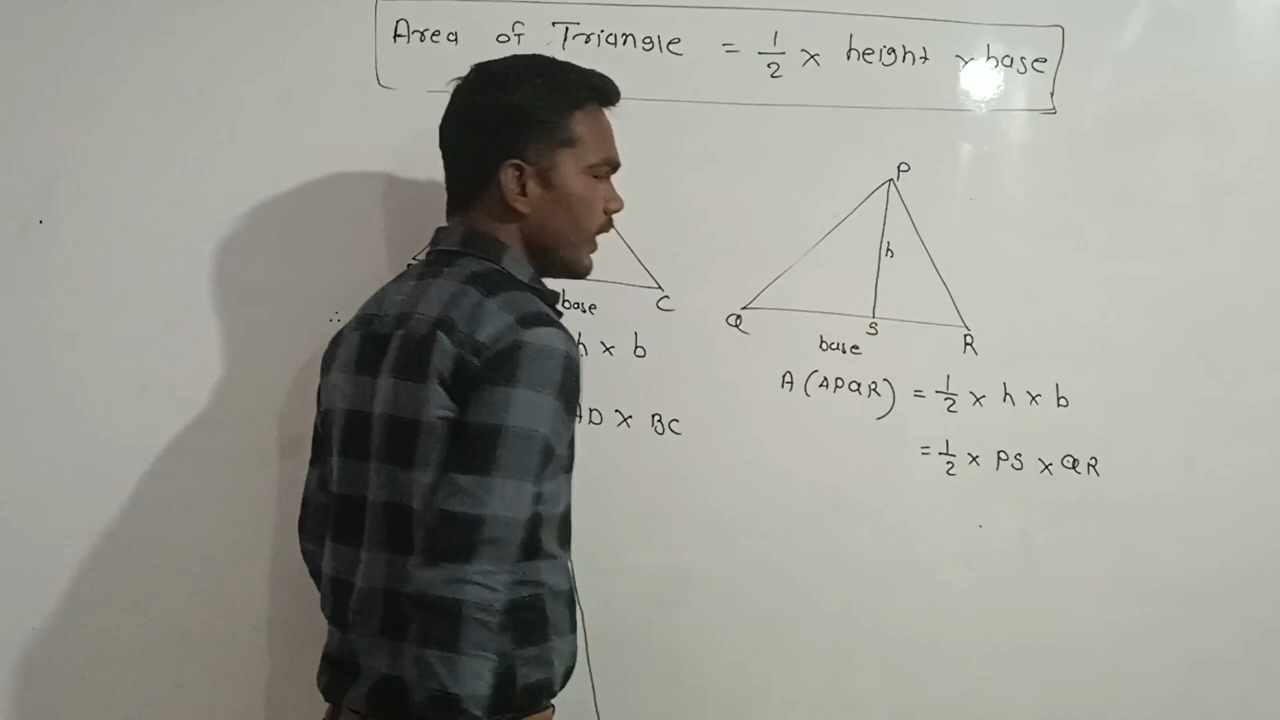 Area of Triangle = 1/2 x height x base
C
base
h x b
AD x BC
P
h
Q
S
R
base
A (△PQR) = 1/2 x h x b
= 1/2 x PS x QR